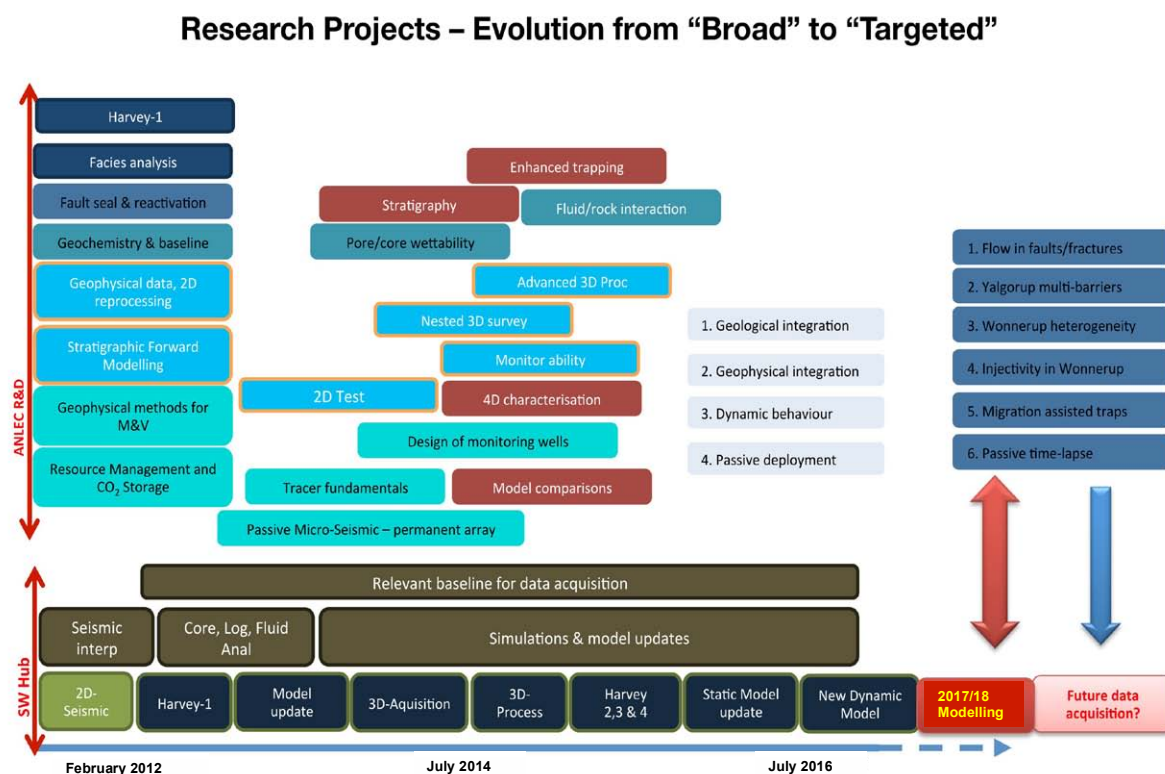 Research Projects – Evolution from “Broad” to “Targeted”
ANLEC R&D
Harvey-1
Facies analysis
Fault seal & reactivation
Geochemistry & baseline
Geophysical data, 2D
reprocessing
Stratigraphic Forward
Modelling
Geophysical methods for
M&V
Resource Management and
CO2 Storage
Enhanced trapping
Stratigraphy
Fluid/rock interaction
Pore/core wettability
Advanced 3D Proc
Nested 3D survey
Monitor ability
2D Test
4D characterisation
Design of monitoring wells
Tracer fundamentals
Model comparisons
Passive Micro-Seismic – permanent array
1. Geological integration
2. Geophysical integration
3. Dynamic behaviour
4. Passive deployment
1. Flow in faults/fractures
2. Yalgorup multi-barriers
3. Wonnerup heterogeneity
4. Injectivity in Wonnerup
5. Migration assisted traps
6. Passive time-lapse
SW Hub
Relevant baseline for data acquisition
Seismic
interp
Core, Log, Fluid
Anal
Simulations & model updates
2D-
Seismic
Harvey-1
Model
update
3D-Aquisition
3D-
Process
Harvey
2,3 & 4
Static Model
update
New Dynamic
Model
2017/18
Modelling
Future data
acquisition?
February 2012
July 2014
July 2016